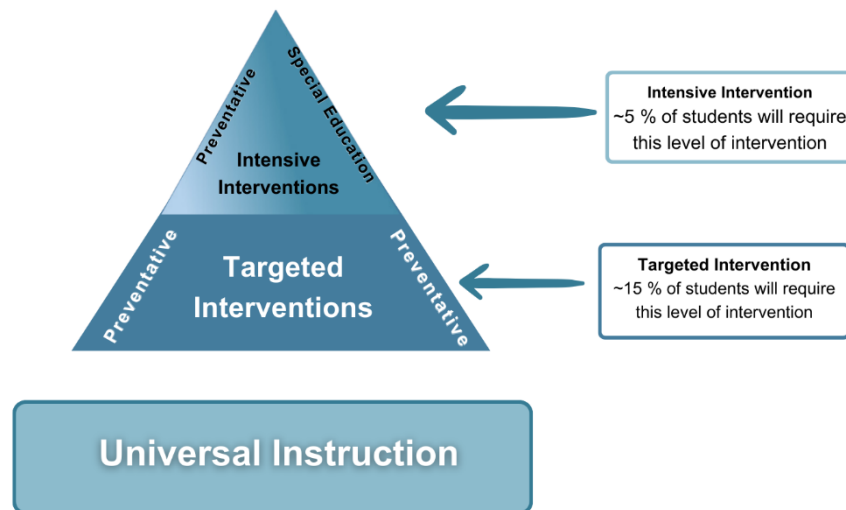 Preventative
Special Education
Intensive
Interventions
Intensive Intervention
~5 % of students will require
this level of intervention
Preventative
Targeted
Interventions
Preventative
Targeted Intervention
~15 % of students will require
this level of intervention
Universal Instruction